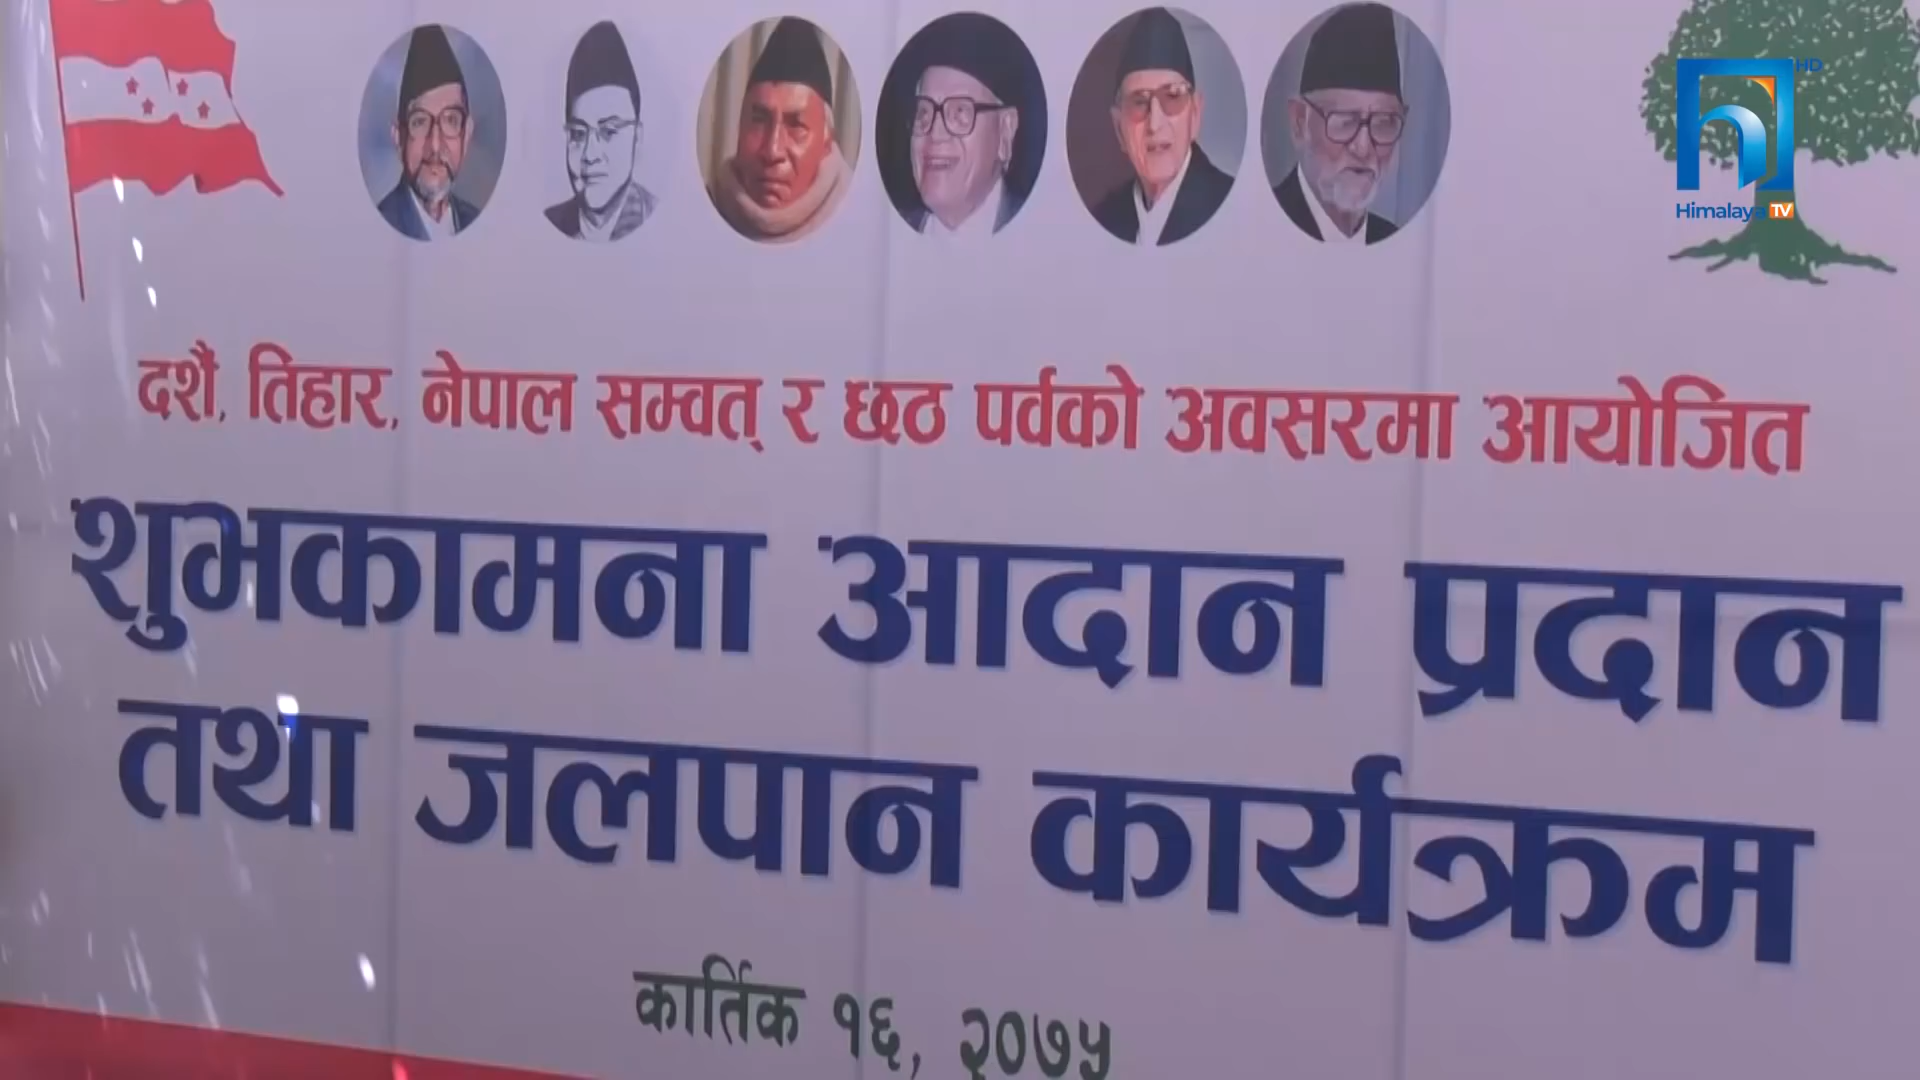 HD
Himalaya TV
दशैं, तिहार, नेपाल सम्वत् र छठ पर्वको अवसरमा आयोजित
शुभकामना आदान प्रदान
तथा जलपान कार्यक्रम
कार्तिक १६, २०७५